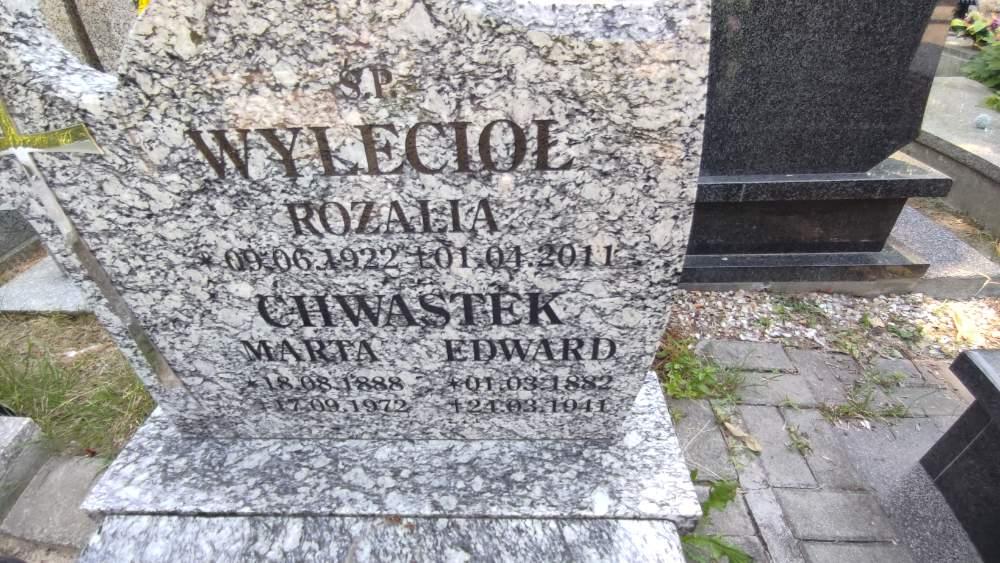 Ś.P.
WYLECIOŁ
ROZALIA
*09.06.1922 +01.04.2011
CHWASTEK
MARTA EDWARD
*18.08.1888 *01.03.1882
+17.09.1972 +24.03.1941